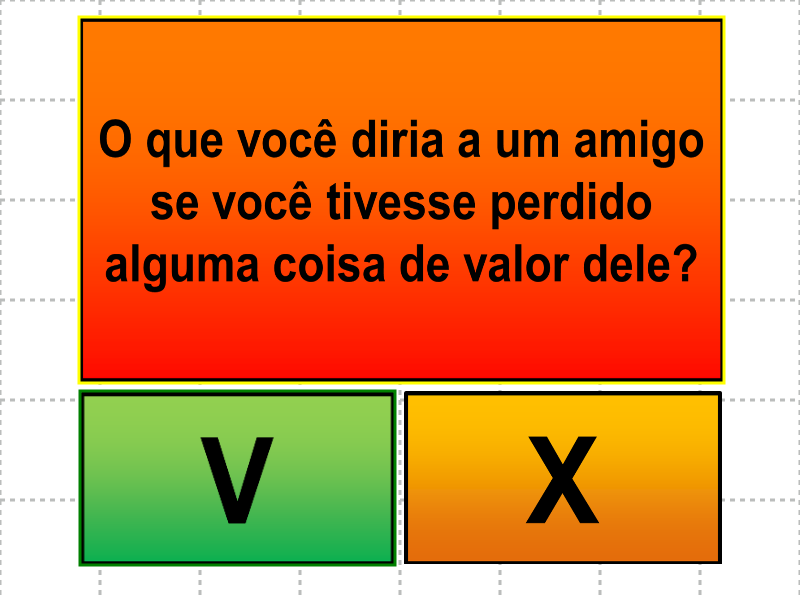 O que você diria a um amigo
se você tivesse perdido
alguma coisa de valor dele?
V X